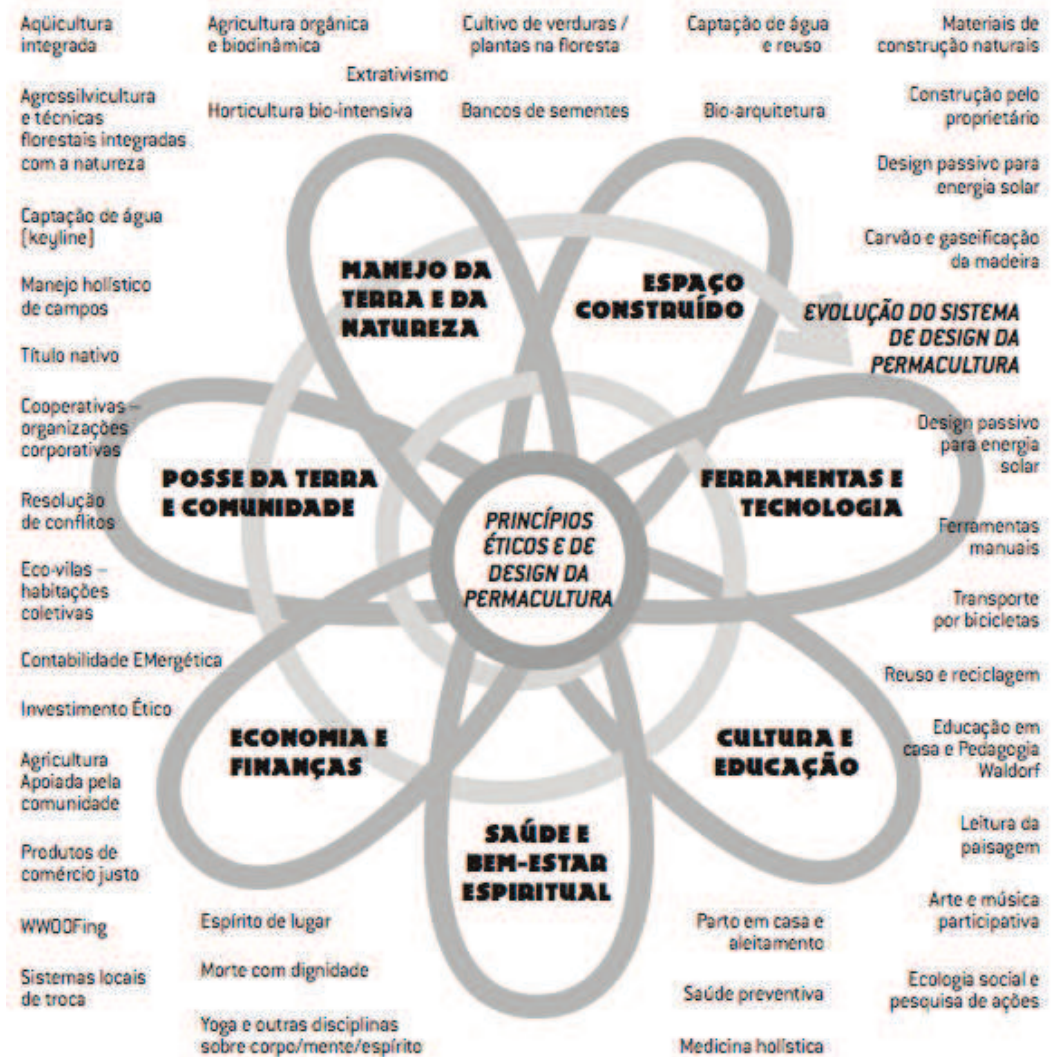 Aqüicultura
integrada
Agricultura orgânica
e biodinâmica
Cultivo de verduras /
plantas na floresta
Captação de água
e reuso
Materiais de
construção naturais
Extrativismo
Agrossilvicultura
e técnicas
florestais integradas
com a natureza
Horticultura bio-intensiva
Bancos de sementes
Bio-arquitetura
Construção pelo
proprietário
Design passivo para
energia solar
Captação de água
[keyline]
Carvão e gaseificação
da madeira
Manejo holístico
de campos
Título nativo
MANEJO DA
TERRA E DA
NATUREZA
ESPAÇO
CONSTRUÍDO
EVOLUÇÃO DO SISTEMA
DE DESIGN DA
PERMACULTURA
Cooperativas –
organizações
corporativas
Design passivo
para energia
solar
POSSE DA TERRA
E COMUNIDADE
FERRAMENTAS E
TECNOLOGIA
Resolução
de conflitos
PRINCÍPIOS
ÉTICOS E DE
DESIGN DA
PERMACULTURA
Ferramentas
manuais
Eco-vilas –
habitações
coletivas
Transporte
por bicicletas
Contabilidade EMergética
Reuso e reciclagem
Investimento Ético
ECONOMIA E
FINANÇAS
CULTURA E
EDUCAÇÃO
Educação em
casa e Pedagogia
Waldorf
Agricultura
Apoiada pela
comunidade
SAÚDE E
BEM-ESTAR
ESPIRITUAL
Leitura da
paisagem
Produtos de
comércio justo
Arte e música
participativa
WWOOFing
Espírito de lugar
Parto em casa e
aleitamento
Sistemas locais
de troca
Morte com dignidade
Saúde preventiva
Ecologia social e
pesquisa de ações
Yoga e outras disciplinas
sobre corpo/mente/espírito
Medicina holística